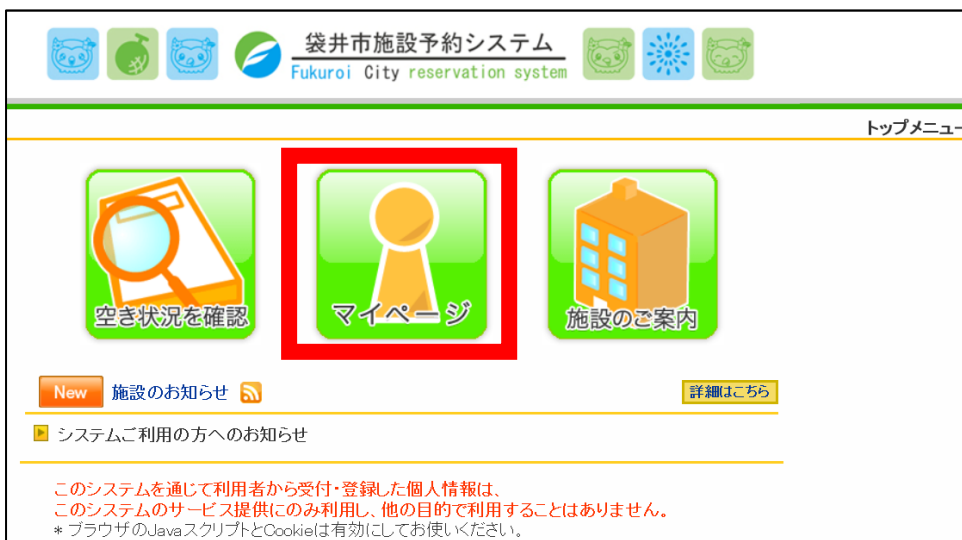 袋井市施設予約システム
Fukuroi City reservation system
トップメニュー
空き状況を確認
マイページ
施設のご案内
New 施設のお知らせ 詳細はこちら
システムご利用の方へのお知らせ
このシステムを通じて利用者から受付・登録した個人情報は、
このシステムのサービス提供にのみ利用し、他の目的で利用することはありません。
* ブラウザのJavaスクリプトとCookieは有効にしてお使いください。